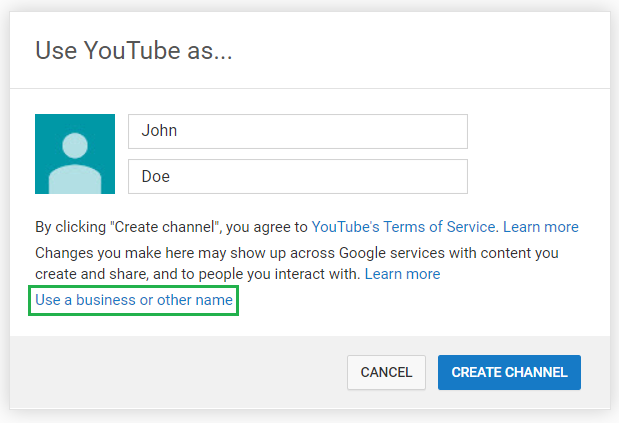 Use YouTube as...
John
Doe
By clicking "Create channel", you agree to YouTube's Terms of Service. Learn more
Changes you make here may show up across Google services with content you
create and share, and to people you interact with. Learn more
Use a business or other name
CANCEL CREATE CHANNEL